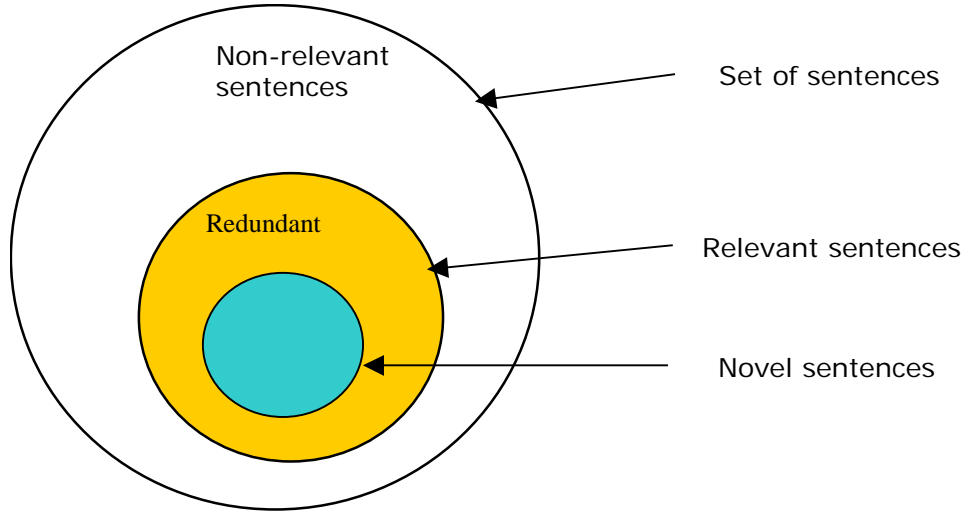 Non-relevant
sentences
Set of sentences
Redundant
Relevant sentences
Novel sentences